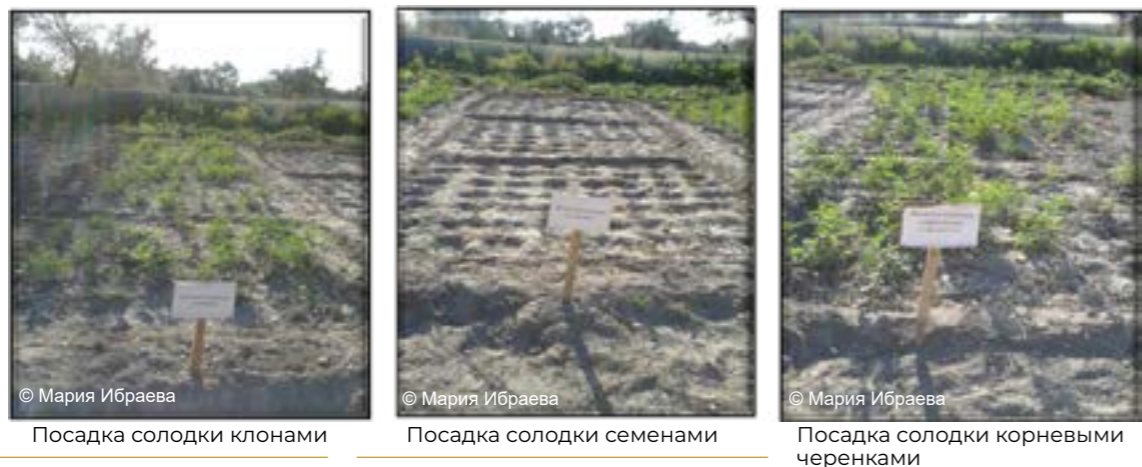 © Мария Ибраева
© Мария Ибраева
© Мария Ибраева
Посадка солодки клонами
Посадка солодки семенами
Посадка солодки корневыми
черенками